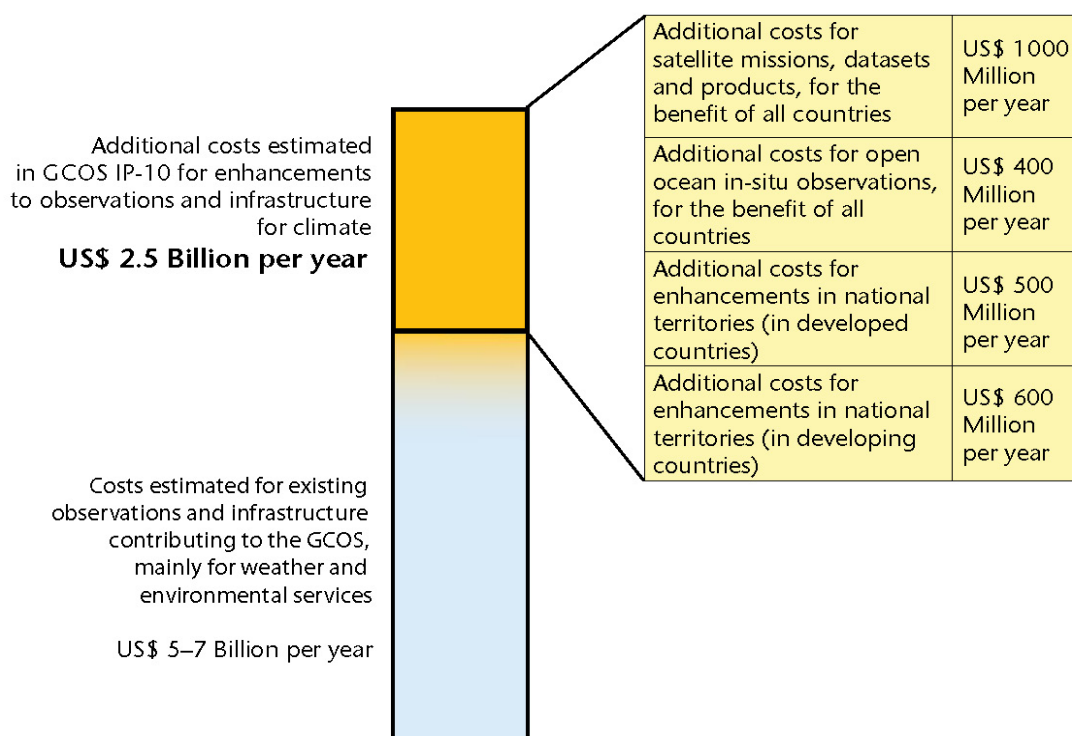 Additional costs estimated
in GCOS IP-10 for enhancements
to observations and infrastructure
for climate
US$ 2.5 Billion per year
Costs estimated for existing
observations and infrastructure
contributing to the GCOS,
mainly for weather and
environmental services
US$ 5–7 Billion per year
Additional costs for
satellite missions, datasets
and products, for the
benefit of all countries
US$ 1000
Million
per year
Additional costs for open
ocean in-situ observations,
for the benefit of all
countries
US$ 400
Million
per year
Additional costs for
enhancements in national
territories (in developed
countries)
US$ 500
Million
per year
Additional costs for
enhancements in national
territories (in developing
countries)
US$ 600
Million
per year